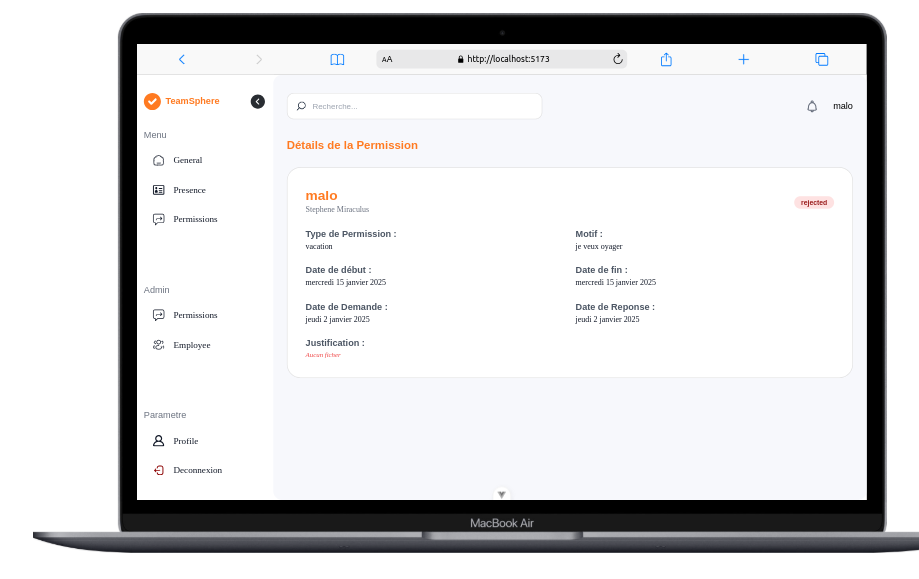 AA
http://localhost:5173
TeamSphere
Menu
General
Presence
Permissions
Admin
Permissions
Employee
Parametre
Profile
Deconnexion
Recherche...
malo
Détails de la Permission
malo
Stephene Miraculus
rejected
Type de Permission :
vacation
Motif :
je veux oyager
Date de début :
mercredi 15 janvier 2025
Date de fin :
mercredi 15 janvier 2025
Date de Demande :
jeudi 2 janvier 2025
Date de Reponse :
jeudi 2 janvier 2025
Justification :
Aucun ficher
MacBook Air